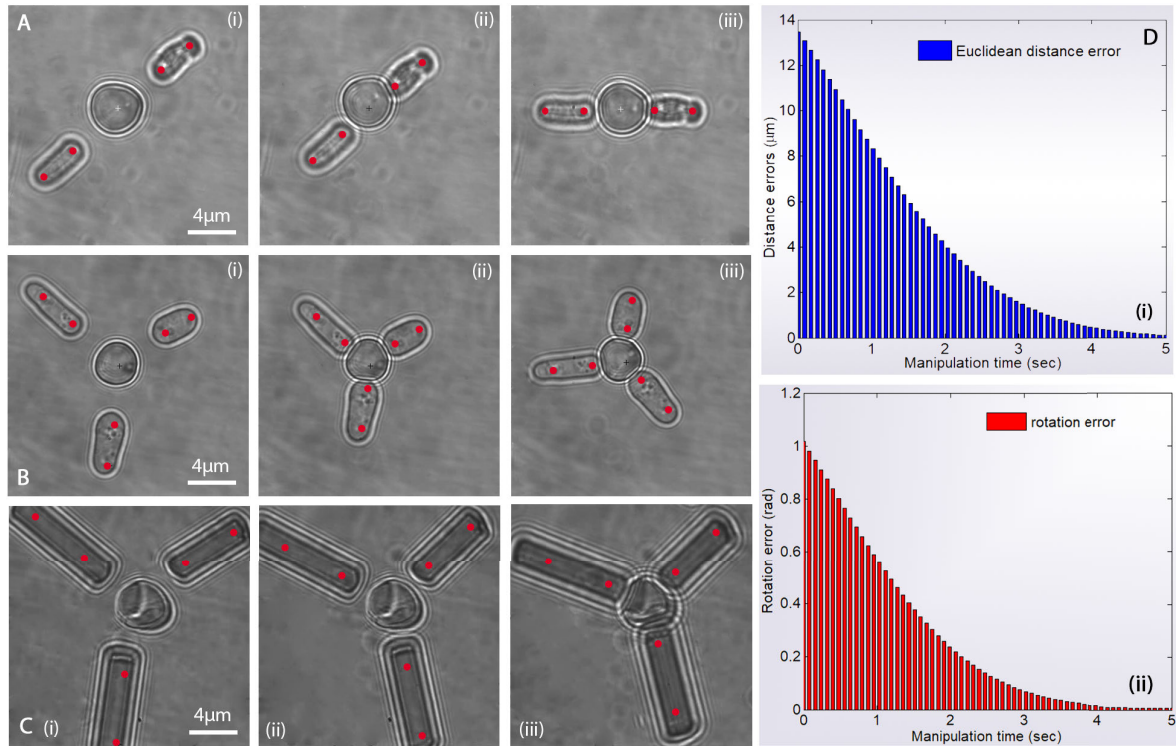 A
(i)
4μm
(ii)
(iii)
B
(i)
4μm
(ii)
(iii)
C
(i)
4μm
(ii)
(iii)
D
Euclidean distance error
14
12
10
8
6
4
2
0
Distance errors (μm)
0 1 2 3 4 5
Manipulation time (sec)
(i)
rotation error
1.2
1
0.8
0.6
0.4
0.2
0
Rotation error (rad)
0 1 2 3 4 5
Manipulation time (sec)
(ii)